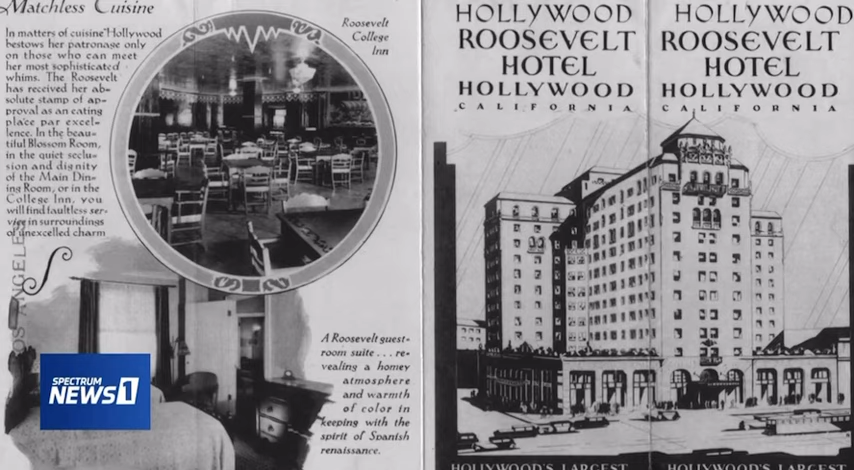 Matchless Cuisine
In matters of cuisine Hollywood
bestows her patronage only
on those who can meet
her most sophisticated
whims. The Roosevelt
has received her ab-
solute stamp of ap-
proval as an eating
place par excel-
lence. In the beau-
tiful Blossom Room,
in the quiet seclu-
sion and dignity
of the Main Din-
ing Room, or in the
College Inn, you
will find faultless ser-
vice in surroundings
of unexcelled charm
Roosevelt
College
Inn
A Roosevelt guest-
room suite . . . re-
vealing a homey
atmosphere
and warmth
of color in
keeping with the
spirit of Spanish
renaissance.
SPECTRUM
NEWS 1
HOLLYWOOD
ROOSEVELT
HOTEL
HOLLYWOOD
CALIFORNIA
HOLLYWOOD'S LARGEST
HOLLYWOOD
ROOSEVELT
HOTEL
HOLLYWOOD
CALIFORNIA
HOLLYWOOD'S